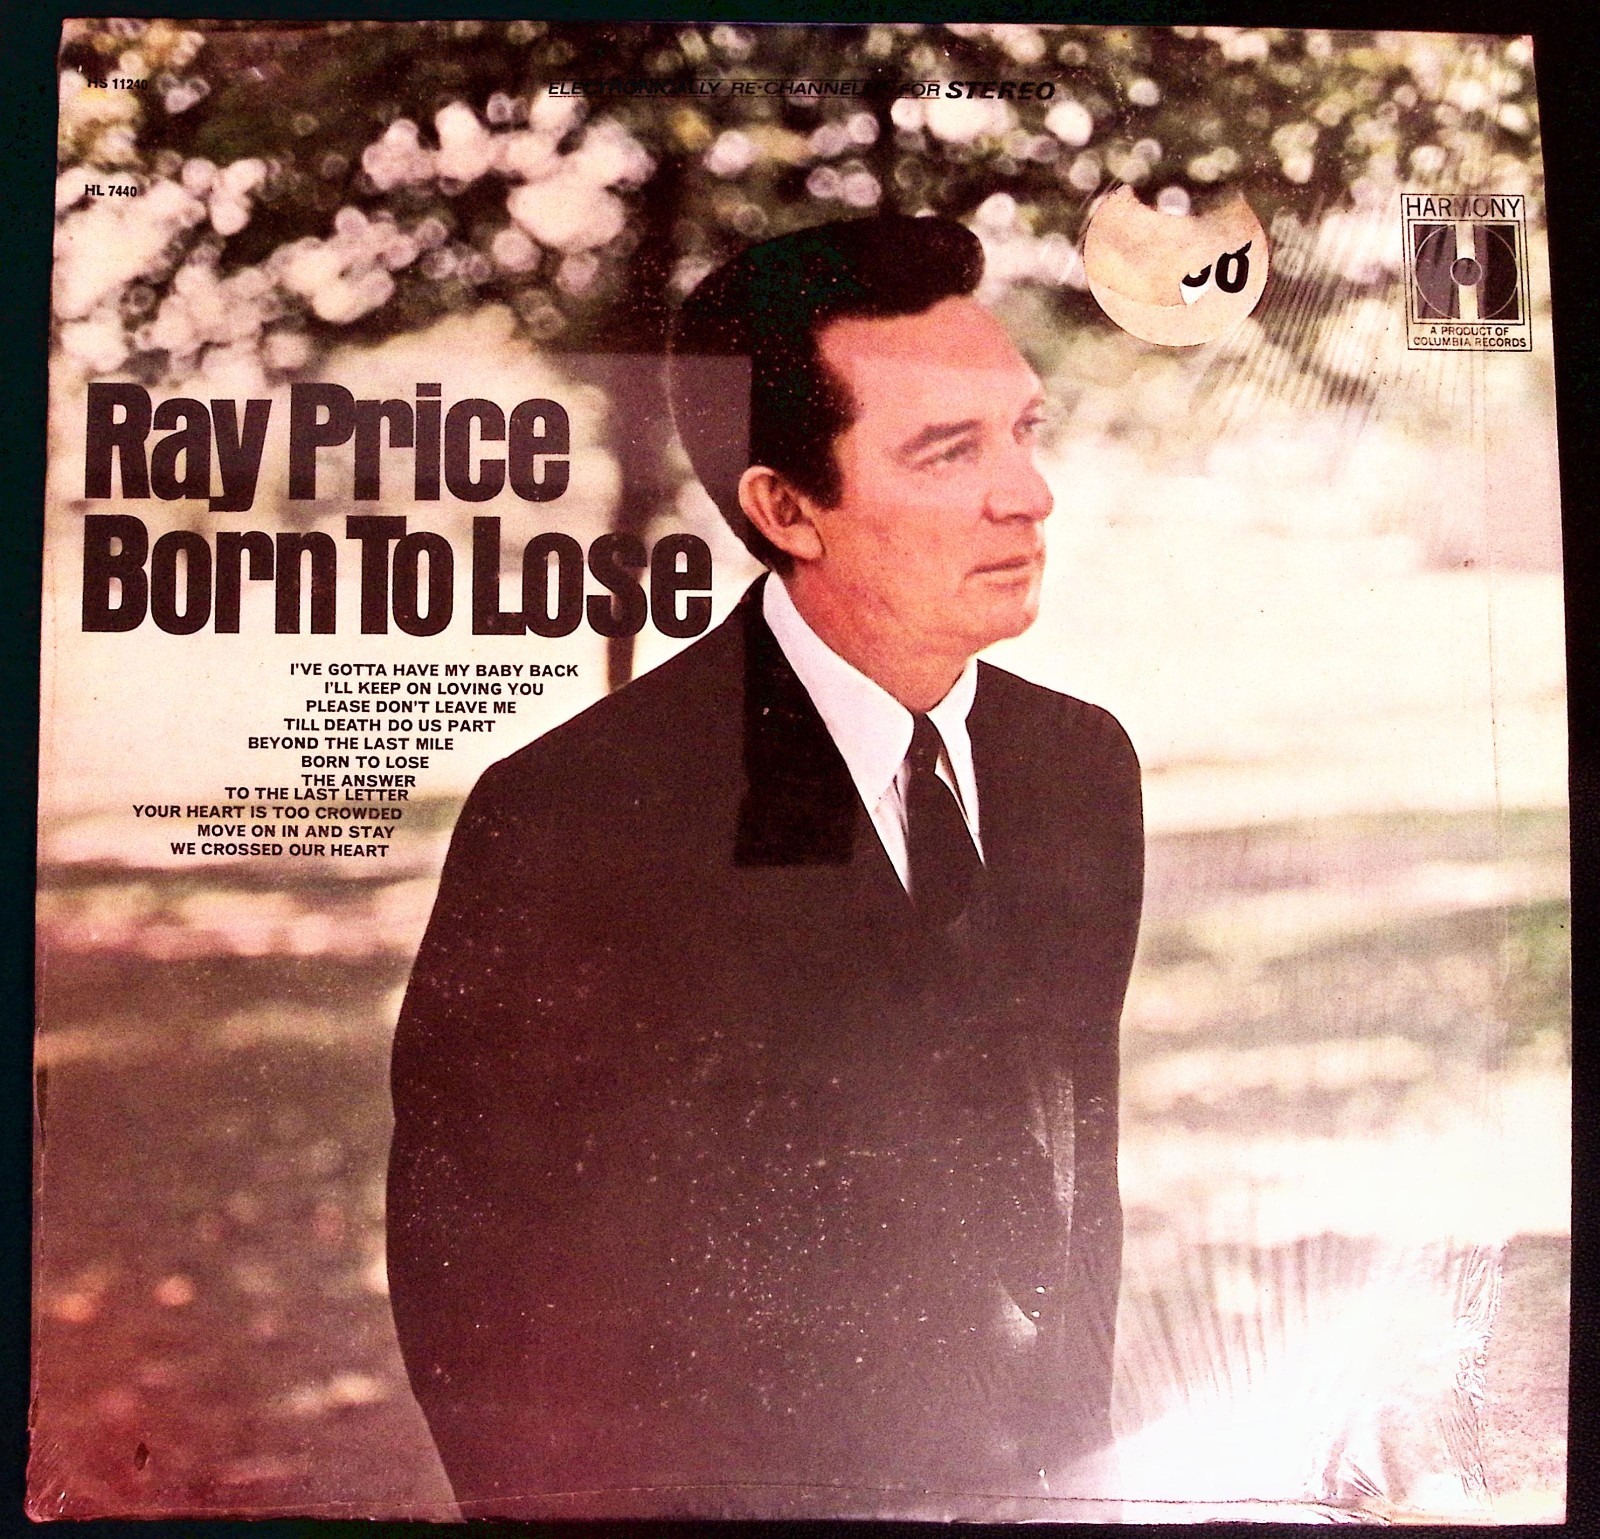 HS 11240
ELECTRONICALLY RE-CHANNELED FOR STEREO
HL 7440
HARMONY
A PRODUCT OF
COLUMBIA RECORDS
Ray Price
Born To Lose
I'VE GOTTA HAVE MY BABY BACK
I'LL KEEP ON LOVING YOU
PLEASE DON'T LEAVE ME
TILL DEATH DO US PART
BEYOND THE LAST MILE
BORN TO LOSE
THE ANSWER
TO THE LAST LETTER
YOUR HEART IS TOO CROWDED
MOVE ON IN AND STAY
WE CROSSED OUR HEART